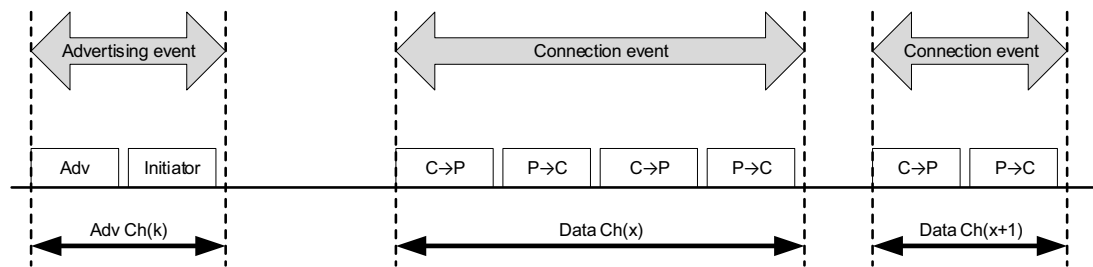 Advertising event
Connection event
Connection event
Adv
Initiator
C→P
P→C
C→P
P→C
C→P
P→C
Adv Ch(k)
Data Ch(x)
Data Ch(x+1)